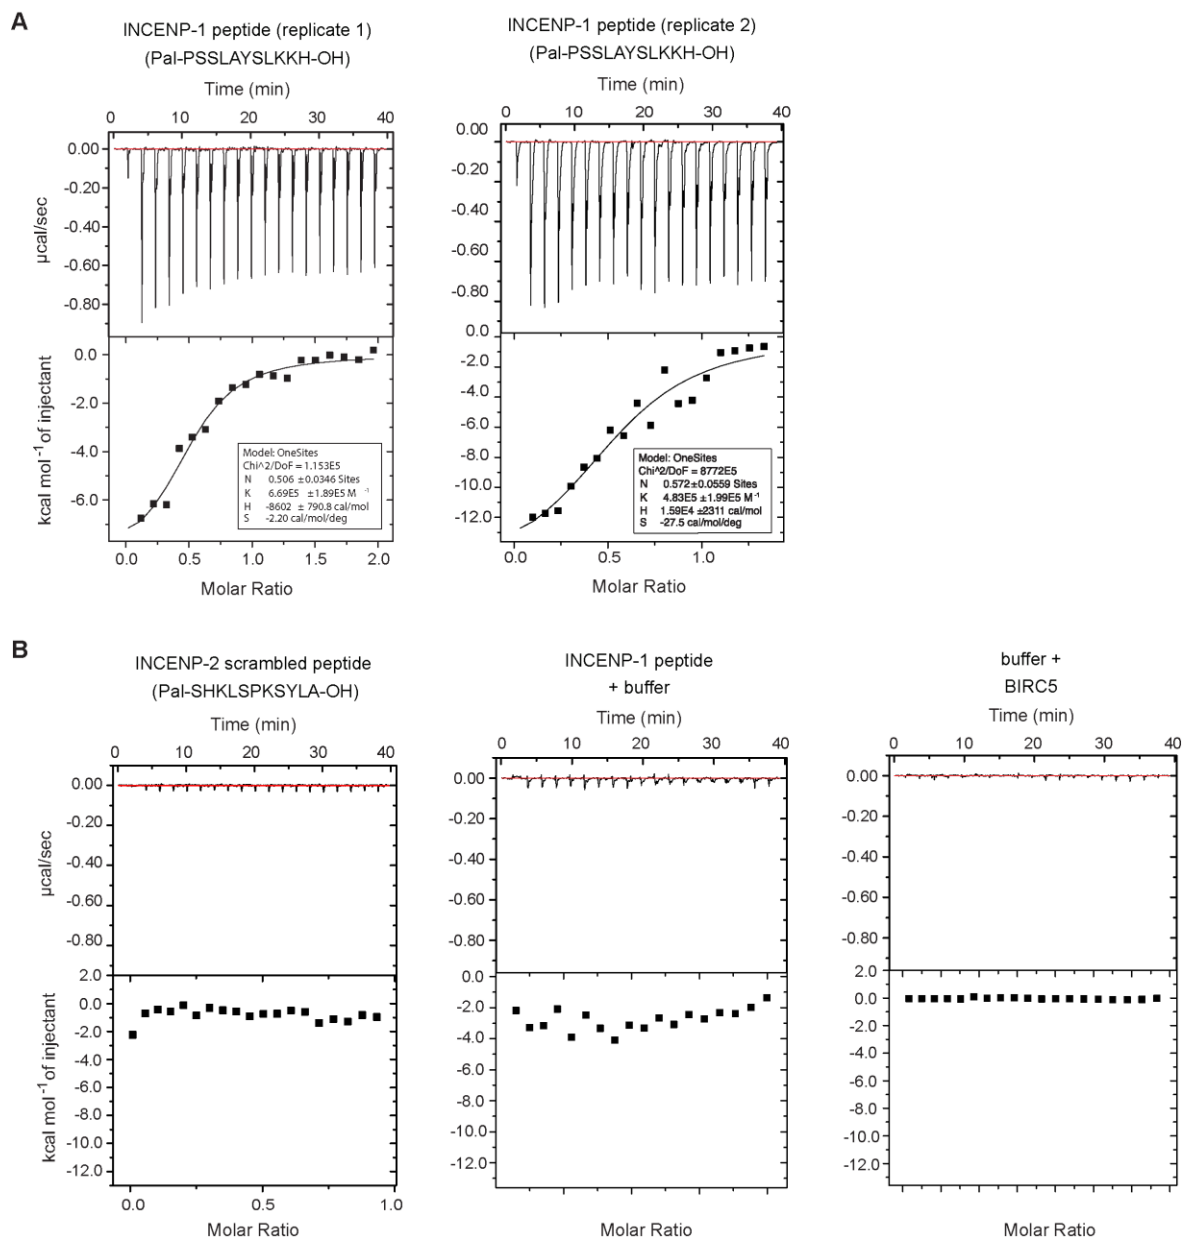 A
INCENP-1 peptide (replicate 1)
(Pal-PSSLAYSLKKH-OH)
Time (min)
0 10 20 30 40
0.00
-0.20
-0.40
-0.60
-0.80
µcal/sec
0.0
-2.0
-4.0
-6.0
kcal mol⁻¹ of injectant
Model: OneSites
Chi^2/DoF = 1.153E5
N 0.506 ±0.0346 Sites
K 6.69E5 ±1.89E5 M⁻¹
H -8602 ± 790.8 cal/mol
S -2.20 cal/mol/deg
0.0 0.5 1.0 1.5 2.0
Molar Ratio
INCENP-1 peptide (replicate 2)
(Pal-PSSLAYSLKKH-OH)
Time (min)
0 10 20 30 40
0.00
-0.20
-0.40
-0.60
-0.80
0.0
-2.0
-4.0
-6.0
-8.0
-10.0
-12.0
Model: OneSites
Chi^2/DoF = 8772E5
N 0.572±0.0559 Sites
K 4.83E5 ±1.99E5 M⁻¹
H 1.59E4 ±2311 cal/mol
S -27.5 cal/mol/deg
0.0 0.5 1.0
Molar Ratio
B
INCENP-2 scrambled peptide
(Pal-SHKLSPKSYLA-OH)
Time (min)
0 10 20 30 40
0.00
-0.20
-0.40
-0.60
-0.80
µcal/sec
2.0
0.0
-2.0
-4.0
-6.0
-8.0
-10.0
-12.0
kcal mol⁻¹ of injectant
0.0 0.5 1.0
Molar Ratio
INCENP-1 peptide
+ buffer
Time (min)
0 10 20 30 40
0.00
-0.20
-0.40
-0.60
-0.80
0.0
-2.0
-4.0
-6.0
-8.0
-10.0
-12.0
Molar Ratio
buffer +
BIRC5
Time (min)
0 10 20 30 40
0.00
-0.20
-0.40
-0.60
-0.80
2.0
0.0
-2.0
-4.0
-6.0
-8.0
-10.0
-12.0
Molar Ratio